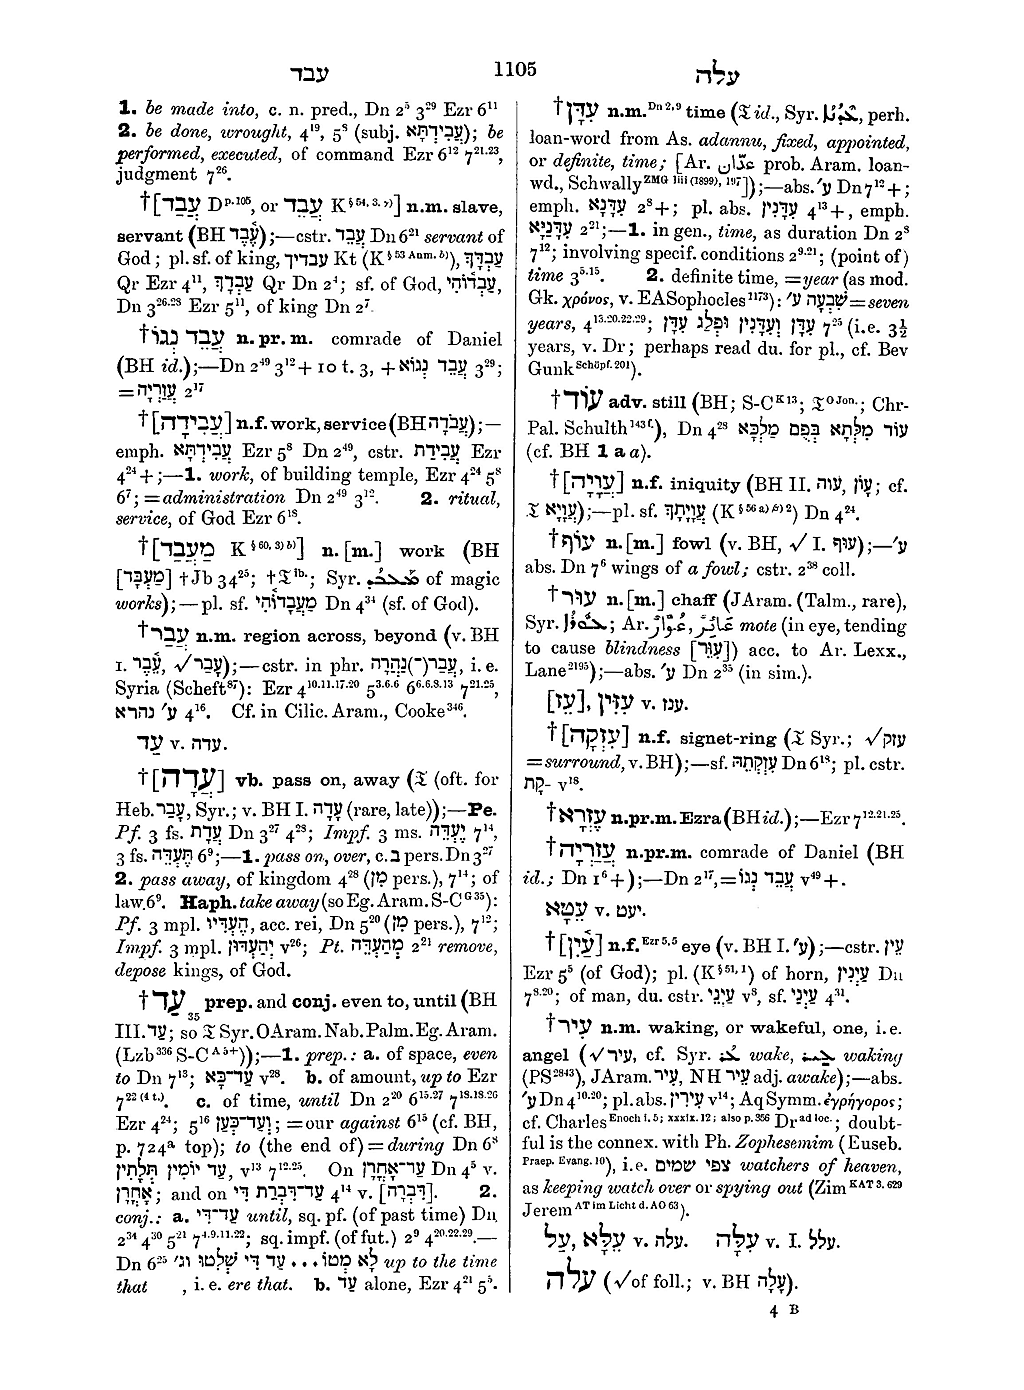 עבד 1105 עלה
1. be made into, c. n. pred., Dn 2⁵ 3²⁹ Ezr 6¹¹
2. be done, wrought, 4¹⁹, 5⁸ (subj. עֲבִידְתָּא); be
performed, executed, of command Ezr 6¹² 7²¹·²³,
judgment 7²⁶.
†[עֲבַד D p.105, or עֲבֵד K §54, 3. γ)] n.m. slave,
servant (BH עֶ֫בֶד);—cstr. עֲבֵד Dn 6²¹ servant of
God; pl. sf. of king, עבדיך Kt (K §53 Anm. b)), עַבְדָךְ
Qr Ezr 4¹¹, עַבְדָךְ Qr Dn 2⁴; sf. of God, עַבְד֫וֹהִי,
Dn 3²⁶·²⁸ Ezr 5¹¹, of king Dn 2⁷.
†עֲבֵד נְגוֹ n. pr. m. comrade of Daniel
(BH id.);—Dn 2⁴⁹ 3¹² + 10 t. 3, + עֲבֵד נְגוֹא 3²⁹;
= עֲזַרְיָה 2¹⁷
†[עֲבִידָה] n.f. work, service (BH עֲבֹדָה);—
emph. עֲבִידְתָּא Ezr 5⁸ Dn 2⁴⁹, cstr. עֲבִידַת Ezr
4²⁴ +;—1. work, of building temple, Ezr 4²⁴ 5⁸
6⁷; = administration Dn 2⁴⁹ 3¹². 2. ritual,
service, of God Ezr 6¹⁸.
†[מַעֲבַד K §60, 3) b)] n. [m.] work (BH
[מַעְבָּד] †Jb 34²⁵; †𝔗 ib.; Syr. of magic
works);—pl. sf. מַעֲבָד֫וֹהִי Dn 4³⁴ (sf. of God).
†עֲבַר n.m. region across, beyond (v. BH
I. עֵ֫בֶר, √עָבַר);—cstr. in phr. עֲבַר(־)נַהֲרָה, i.e.
Syria (Scheft⁸⁷): Ezr 4¹⁰·¹¹·¹⁷·²⁰ 5³·⁶·⁶ 6⁶·⁶·⁸·¹³ 7²¹·²⁵,
ע׳ נהרא 4¹⁶. Cf. in Cilic. Aram., Cooke³⁴⁶.
עַד v. עדה.
†[עֲדָה] vb. pass on, away (𝔗 (oft. for
Heb. עָבַר, Syr.; v. BH I. עָדָה (rare, late));—Pe.
Pf. 3 fs. עֲדָת Dn 3²⁷ 4²⁸; Impf. 3 ms. יֶעְדֵּה 7¹⁴,
3 fs. תֶּעְדֵּה 6⁹;—1. pass on, over, c. בְּ pers. Dn 3²⁷
2. pass away, of kingdom 4²⁸ (מִן pers.), 7¹⁴; of
law 6⁹. Haph. take away (so Eg. Aram. S-C G 35):
Pf. 3 mpl. הֶעְדִּיו, acc. rei, Dn 5²⁰ (מִן pers.), 7¹²;
Impf. 3 mpl. יְהַעְדּוֹן v²⁶; Pt. מְהַעְדֵּה 2²¹ remove,
depose kings, of God.
†עַד 35 prep. and conj. even to, until (BH
III. עַד; so 𝔗 Syr. OAram. Nab. Palm. Eg. Aram.
(Lzb³³⁶ S-C A 5+));—1. prep.: a. of space, even
to Dn 7¹³; עַד־כָּא v²⁸. b. of amount, up to Ezr
7²² (4 t.). c. of time, until Dn 2²⁰ 6¹⁵·²⁷ 7¹⁸·¹⁸·²⁶
Ezr 4²⁴; 5¹⁶ וְעַד־כְּעַן; = our against 6¹⁵ (cf. BH,
p. 724ᵃ top); to (the end of) = during Dn 6⁸
עַד יוֹמִין תְּלָתִין, v¹³ 7¹²·²⁵. On עַד־אָחֳרָן Dn 4⁵ v.
אָחֳרָן; and on עַד־דִּבְרַת דִּי 4¹⁴ v. [דִּבְרָה]. 2.
conj.: a. עַד־דִּי until, sq. pf. (of past time) Dn
2³⁴ 4³⁰ 5²¹ 7⁴·⁹·¹¹·²²; sq. impf. (of fut.) 2⁹ 4²⁰·²²·²⁹.—
Dn 6²⁵ לָא מְטוֹ . . . עַד דִּי שְׁלִטוּ וג׳ up to the time
that , i. e. ere that. b. עַד alone, Ezr 4²¹ 5⁵.
†עִדָּן n.m. Dn 2, 9 time (𝔗 id., Syr. , perh.
loan-word from As. adannu, fixed, appointed,
or definite, time; [Ar. عدّان prob. Aram. loan-
wd., Schwally ZMG liii (1899), 197]);—abs. ע׳ Dn 7¹² +;
emph. עִדָּנָא 2⁸ +; pl. abs. עִדָּנִין 4¹³ +, emph.
עִדָּנַיָּא 2²¹;—1. in gen., time, as duration Dn 2⁸
7¹²; involving specif. conditions 2⁹·²¹; (point of)
time 3⁵·¹⁵. 2. definite time, = year (as mod.
Gk. χρόνος, v. EASophocles¹¹⁷³): שִׁבְעָה ע׳ = seven
years, 4¹³·²⁰·²²·²⁹; עִדָּן וְעִדָּנִין וּפְלַג עִדָּן 7²⁵ (i.e. 3½
years, v. Dr; perhaps read du. for pl., cf. Bev
Gunk Schöpf. 201).
†עוֹד adv. still (BH; S-C K 13; 𝔗 O Jon.; Chr-
Pal. Schulth¹⁴³ f.), Dn 4²⁸ עוֹד מִלְּתָא בְּפֻם מַלְכָּא
(cf. BH 1 a a).
†[עֲוָיָה] n.f. iniquity (BH II. עוה, עָוֺן; cf.
𝔗 עֲוָיָא);—pl. sf. עֲוָיָתָךְ (K §56 a) β) 2) Dn 4²⁴.
†עוֹף n. [m.] fowl (v. BH, √ I. עוּף);—ע׳
abs. Dn 7⁶ wings of a fowl; cstr. 2³⁸ coll.
†עוּר n. [m.] chaff (JAram. (Talm., rare),
Syr. ; Ar. عُوَّار, عَائِر mote (in eye, tending
to cause blindness [עִוֵּר]) acc. to Ar. Lexx.,
Lane²¹⁹⁵);—abs. ע׳ Dn 2³⁵ (in sim.).
[עֵז], עִזִּין v. ענז.
†[עִזְקָה] n.f. signet-ring (𝔗 Syr.; √עזק
= surround, v. BH);—sf. עִזְקְתֵהּ Dn 6¹⁸; pl. cstr.
־קָת v¹⁸.
†עֶזְרָא n.pr.m. Ezra (BH id.);—Ezr 7¹²·²¹·²⁵.
†עֲזַרְיָה n.pr.m. comrade of Daniel (BH
id.; Dn 1⁶ +);—Dn 2¹⁷, = עֲבֵד נְגוֹ v⁴⁹ +.
עֵטָא v. יעט.
†[עַ֫יִן] n.f. Ezr 5, 5 eye (v. BH I. ע׳);—cstr. עֵין
Ezr 5⁵ (of God); pl. (K §51, 1) of horn, עַיְנִין Dn
7⁸·²⁰; of man, du. cstr. עַיְנֵי v⁸, sf. עַיְנַי 4³¹.
†עִיר n.m. waking, or wakeful, one, i.e.
angel (√עיר, cf. Syr. wake, waking
(PS²⁸⁴³), JAram. עִיר, NH עֵיר adj. awake);—abs.
ע׳ Dn 4¹⁰·²⁰; pl. abs. עִירִין v¹⁴; Aq Symm. ἐγρήγορος;
cf. Charles Enoch 1, 5; xxxix. 12; also p. 356 Dr ad loc.; doubt-
ful is the connex. with Ph. Zophesemim (Euseb.
Praep. Evang. 10), i.e. צפי שמים watchers of heaven,
as keeping watch over or spying out (Zim KAT 3. 629
Jerem AT im Licht d. AO 63).
עַל, עֵלָּא v. עלה. עִלָּה v. I. עלל.
עלה (√of foll.; v. BH עָלָה).
4 B